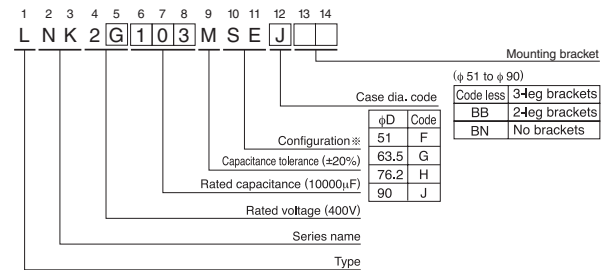 1 2 3 4 5 6 7 8 9 10 11 12 13 14
L N K 2 G 1 0 3 M S E J
Mounting bracket
(φ 51 to φ 90)
Code less 3-leg brackets
BB 2-leg brackets
BN No brackets
Case dia. code
φD Code
51 F
63.5 G
76.2 H
90 J
Configuration※
Capacitance tolerance (±20%)
Rated capacitance (10000µF)
Rated voltage (400V)
Series name
Type